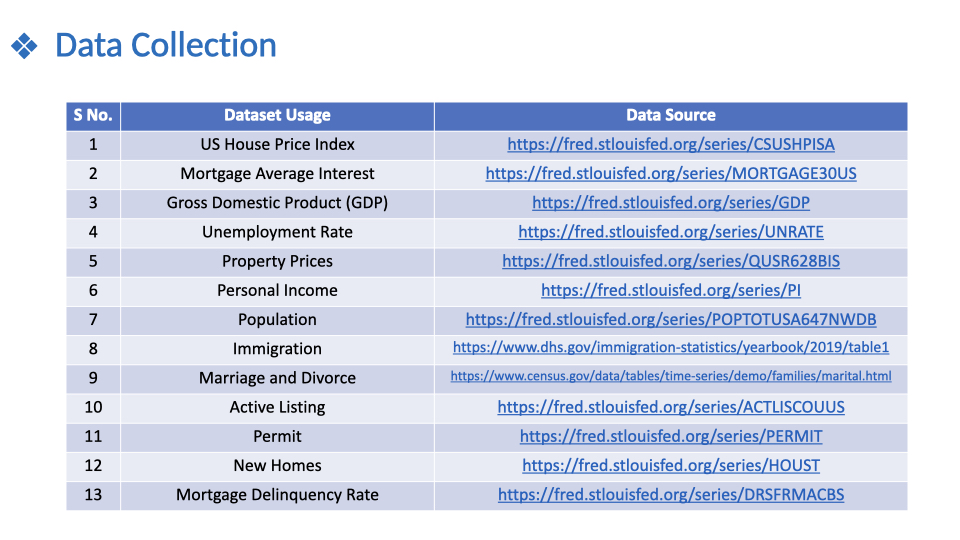 Data Collection
S No. Dataset Usage Data Source
1 US House Price Index https://fred.stlouisfed.org/series/CSUSHPISA
2 Mortgage Average Interest https://fred.stlouisfed.org/series/MORTGAGE30US
3 Gross Domestic Product (GDP) https://fred.stlouisfed.org/series/GDP
4 Unemployment Rate https://fred.stlouisfed.org/series/UNRATE
5 Property Prices https://fred.stlouisfed.org/series/QUSR628BIS
6 Personal Income https://fred.stlouisfed.org/series/PI
7 Population https://fred.stlouisfed.org/series/POPTOTUSA647NWDB
8 Immigration https://www.dhs.gov/immigration-statistics/yearbook/2019/table1
9 Marriage and Divorce https://www.census.gov/data/tables/time-series/demo/families/marital.html
10 Active Listing https://fred.stlouisfed.org/series/ACTLISCOUUS
11 Permit https://fred.stlouisfed.org/series/PERMIT
12 New Homes https://fred.stlouisfed.org/series/HOUST
13 Mortgage Delinquency Rate https://fred.stlouisfed.org/series/DRSFRMACBS